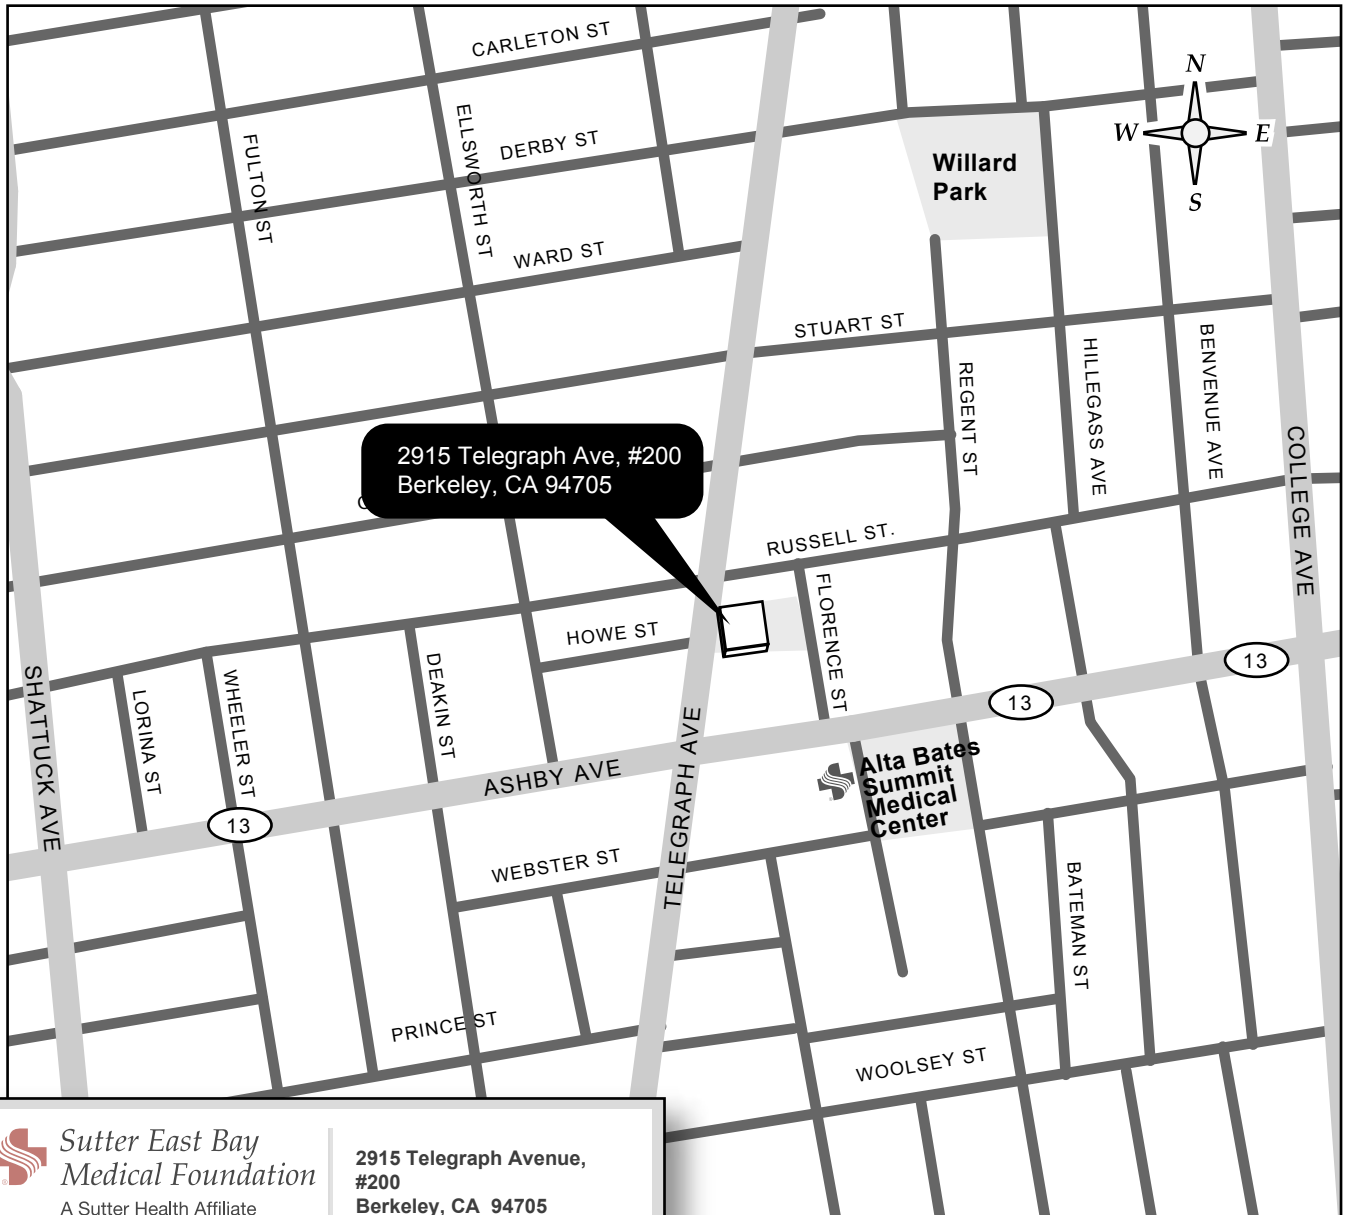 CARLETON ST
N
W
E
S
FULTON ST
ELLSWORTH ST
DERBY ST
Willard
Park
WARD ST
STUART ST
REGENT ST
HILLEGASS AVE
BENVENUE AVE
COLLEGE AVE
2915 Telegraph Ave, #200
Berkeley, CA 94705
RUSSELL ST.
FLORENCE ST
HOWE ST
SHATTUCK AVE
LORINA ST
WHEELER ST
DEAKIN ST
13
13
ASHBY AVE
TELEGRAPH AVE
Alta Bates
Summit
Medical
Center
13
WEBSTER ST
BATEMAN ST
PRINCE ST
WOOLSEY ST
Sutter East Bay
Medical Foundation
A Sutter Health Affiliate
2915 Telegraph Avenue,
#200
Berkeley, CA 94705